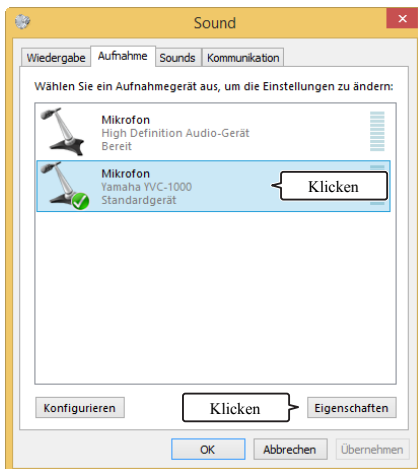 Sound
Wiedergabe Aufnahme Sounds Kommunikation
Wählen Sie ein Aufnahmegerät aus, um die Einstellungen zu ändern:
Mikrofon
High Definition Audio-Gerät
Bereit
Mikrofon
Yamaha YVC-1000
Standardgerät
Klicken
Konfigurieren Klicken Eigenschaften
OK Abbrechen Übernehmen